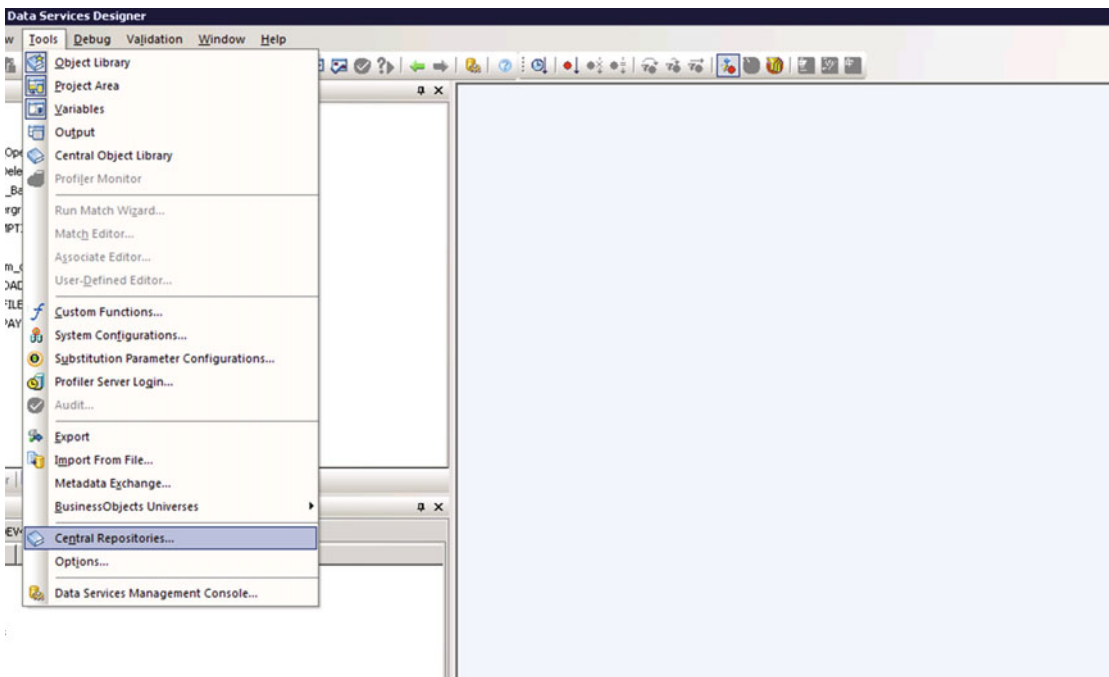 Data Services Designer
w Tools Debug Validation Window Help
Object Library
Project Area
Variables
Output
Central Object Library
Profiler Monitor
Run Match Wizard...
Match Editor...
Associate Editor...
User-Defined Editor...
Custom Functions...
System Configurations...
Substitution Parameter Configurations...
Profiler Server Login...
Audit...
Export
Import From File...
Metadata Exchange...
BusinessObjects Universes
Central Repositories...
Options...
Data Services Management Console...